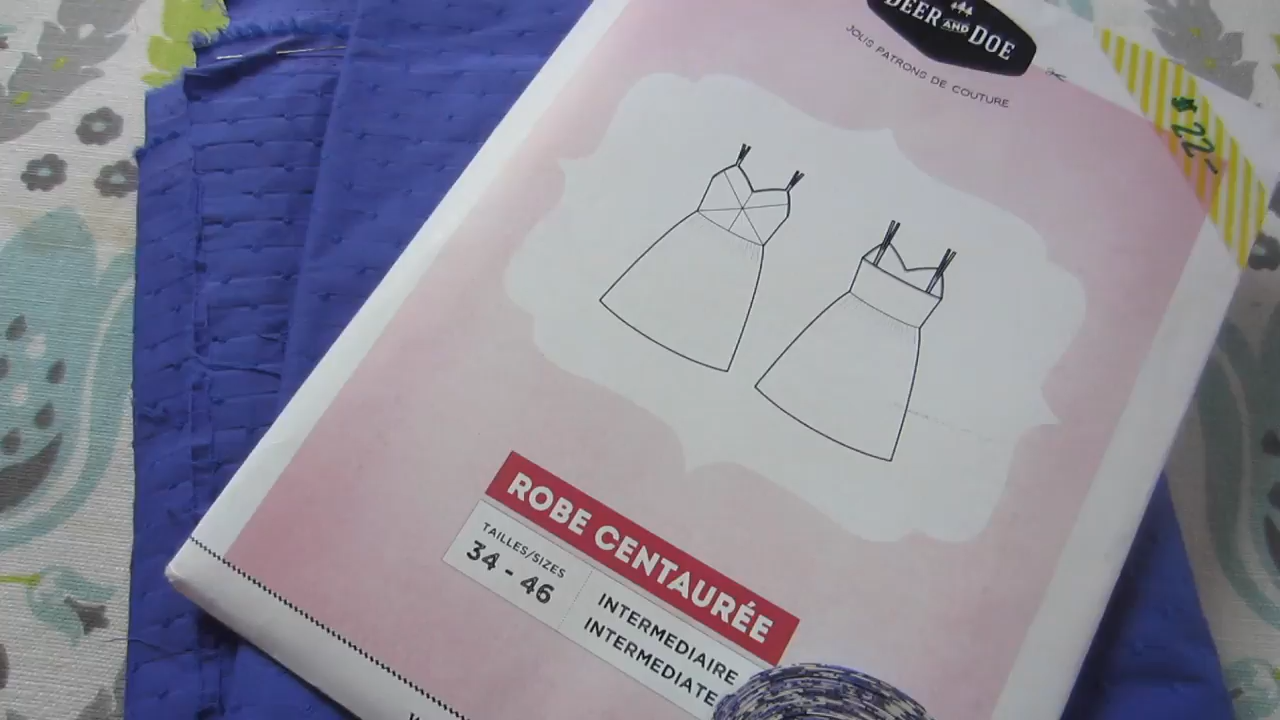 DEER AND DOE
JOLIS PATRONS DE COUTURE
$22-
ROBE CENTAURÉE
TAILLES/SIZES
34 - 46
INTERMEDIAIRE
INTERMEDIATE